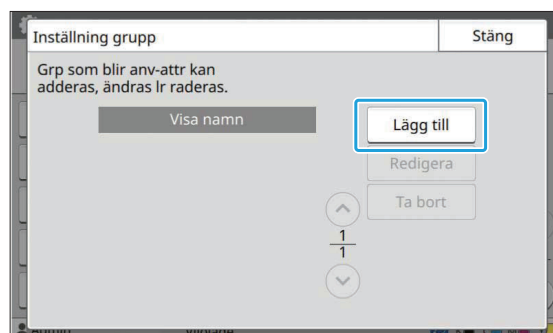 Inställning grupp
Stäng
Grp som blir anv-attr kan
adderas, ändras lr raderas.
Visa namn
Lägg till
Redigera
Ta bort
1
1